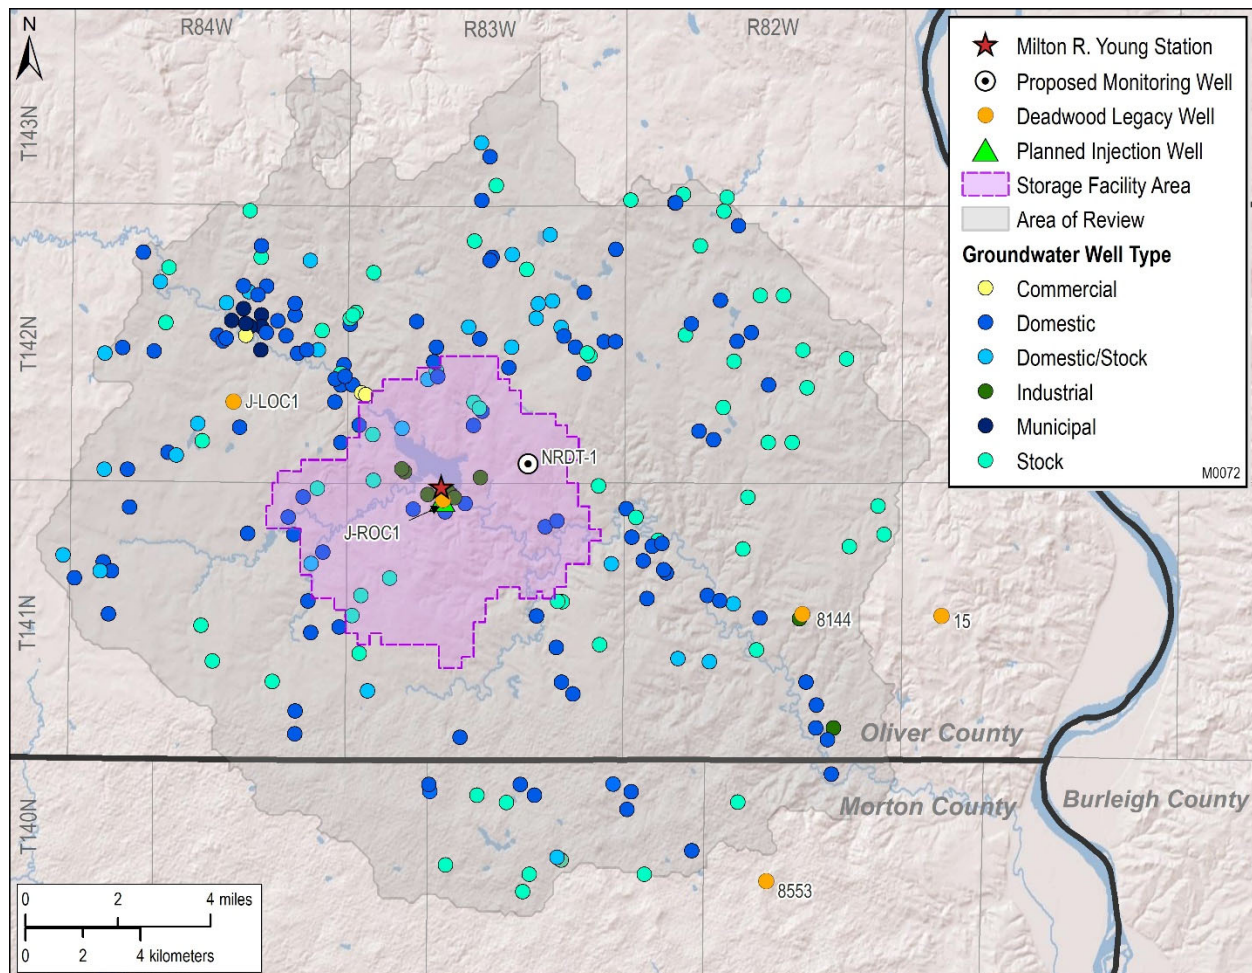 N
R84W
R83W
R82W
T143N
T142N
T141N
T140N
Milton R. Young Station
Proposed Monitoring Well
Deadwood Legacy Well
Planned Injection Well
Storage Facility Area
Area of Review
Groundwater Well Type
Commercial
Domestic
Domestic/Stock
Industrial
Municipal
Stock
M0072
J-LOC1
NRDT-1
J-ROC1
8144
15
Oliver County
Morton County
Burleigh County
8553
0 2 4 miles
0 2 4 kilometers